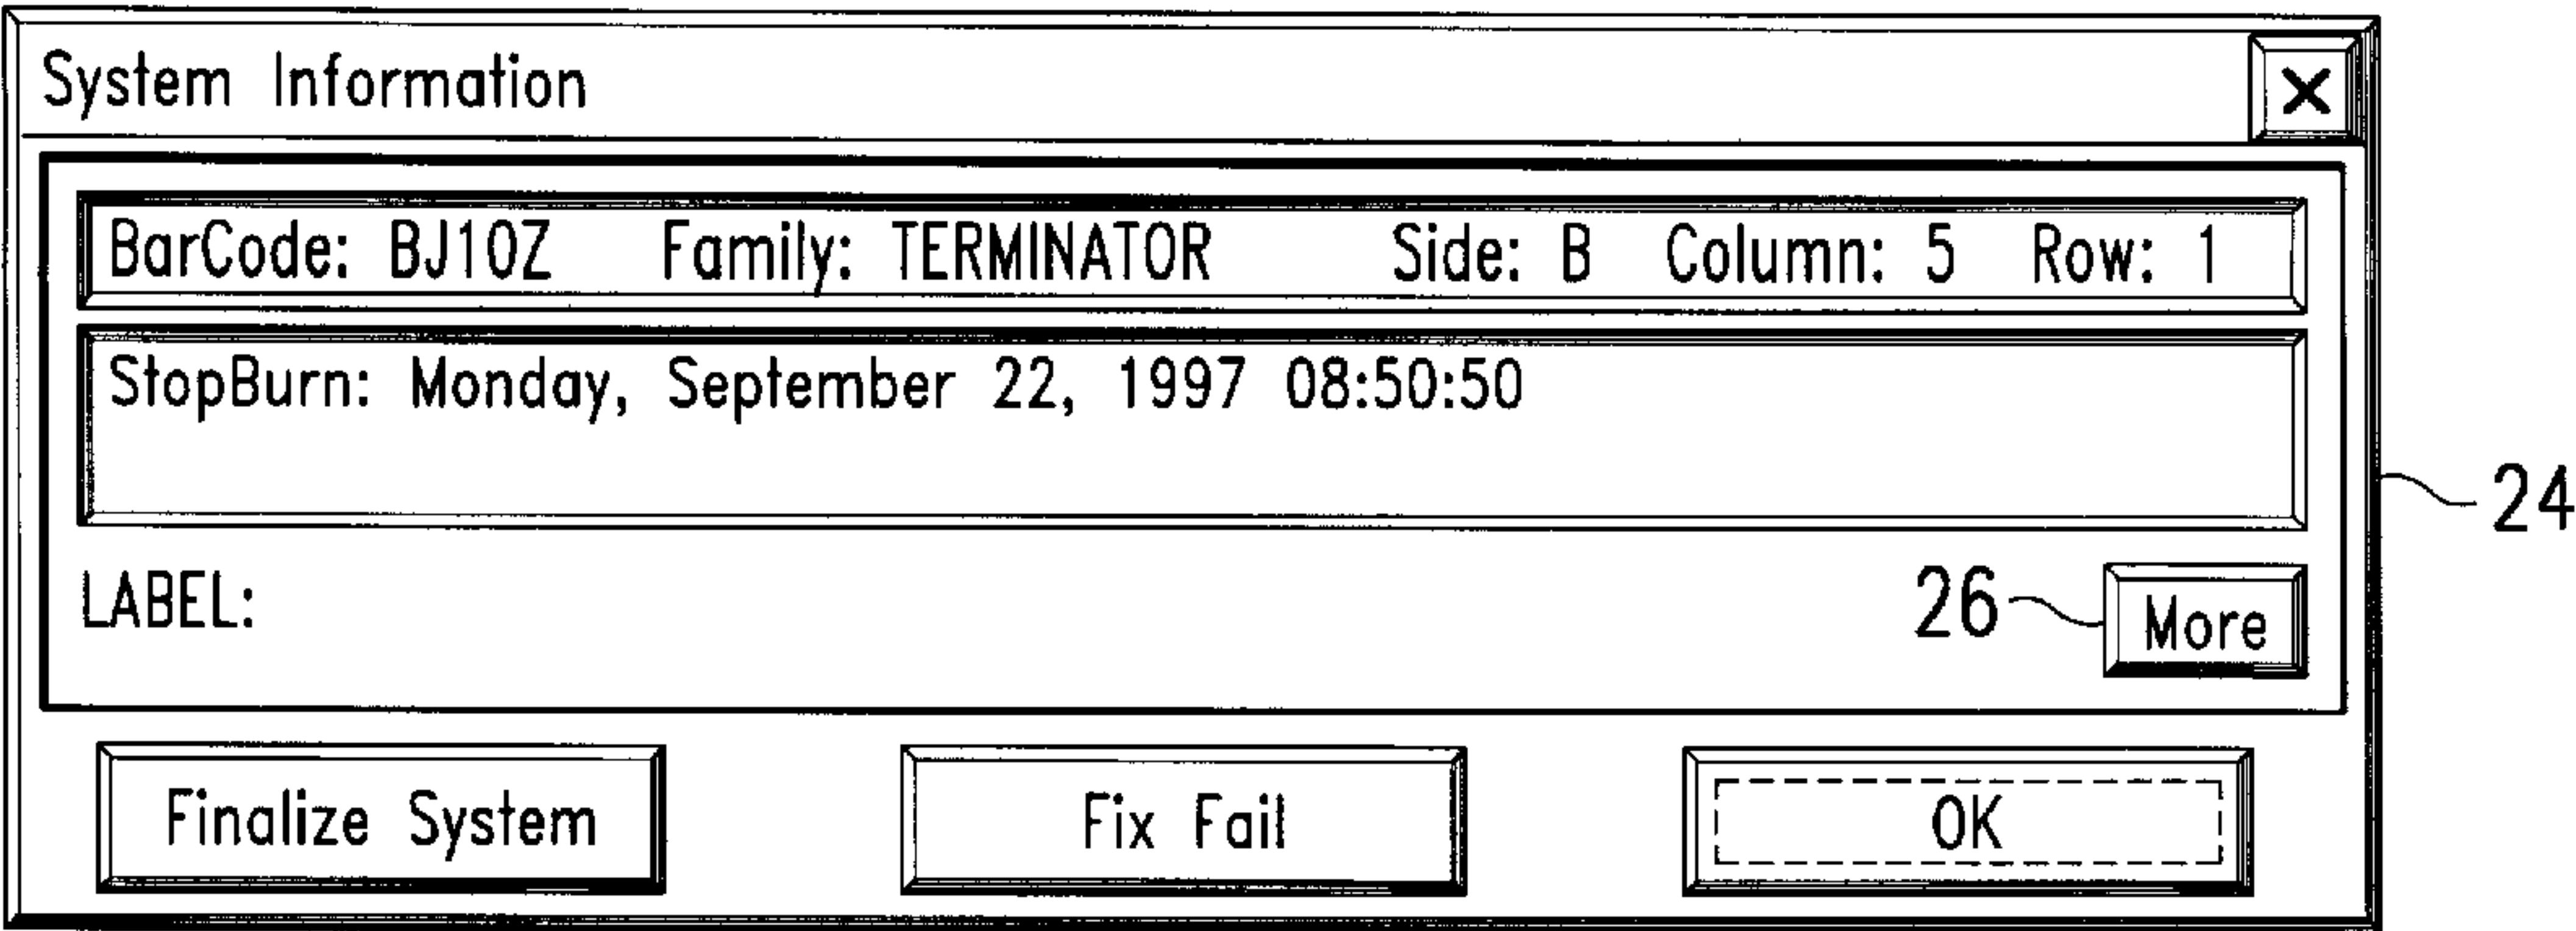 System Information X
BarCode: BJ10Z Family: TERMINATOR Side: B Column: 5 Row: 1
StopBurn: Monday, September 22, 1997 08:50:50
24
LABEL: 26 More
Finalize System Fix Fail OK